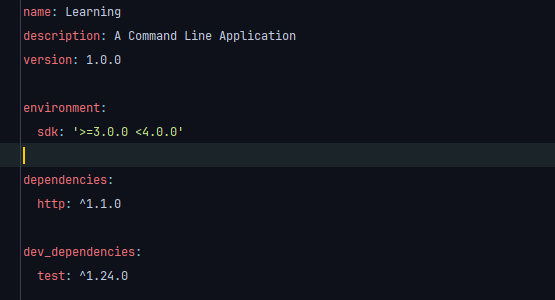 name: Learning
description: A Command Line Application
version: 1.0.0
environment:
  sdk: '>=3.0.0 <4.0.0'
dependencies:
  http: ^1.1.0
dev_dependencies:
  test: ^1.24.0